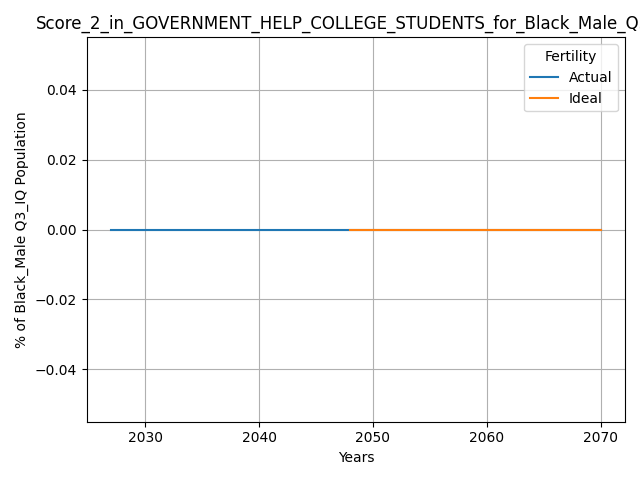 Score_2_in_GOVERNMENT_HELP_COLLEGE_STUDENTS_for_Black_Male_Q
Fertility
Actual
Ideal
% of Black_Male Q3_IQ Population
0.04
0.02
0.00
−0.02
−0.04
2030 2040 2050 2060 2070
Years